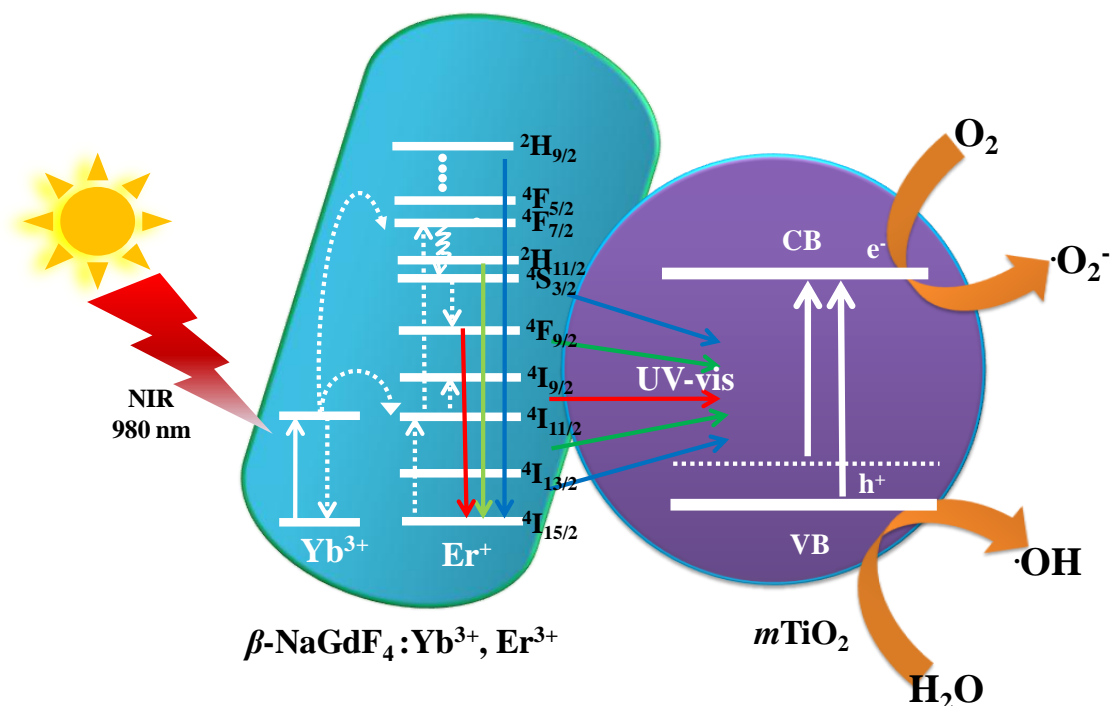 ²H₉/₂
⁴F₅/₂
⁴F₇/₂
²H₁₁/₂
⁴S₃/₂
⁴F₉/₂
⁴I₉/₂
⁴I₁₁/₂
⁴I₁₃/₂
⁴I₁₅/₂
NIR
980 nm
Yb³⁺
Er⁺
β-NaGdF₄:Yb³⁺, Er³⁺
UV-vis
CB
e⁻
h⁺
VB
mTiO₂
O₂
·O₂⁻
·OH
H₂O